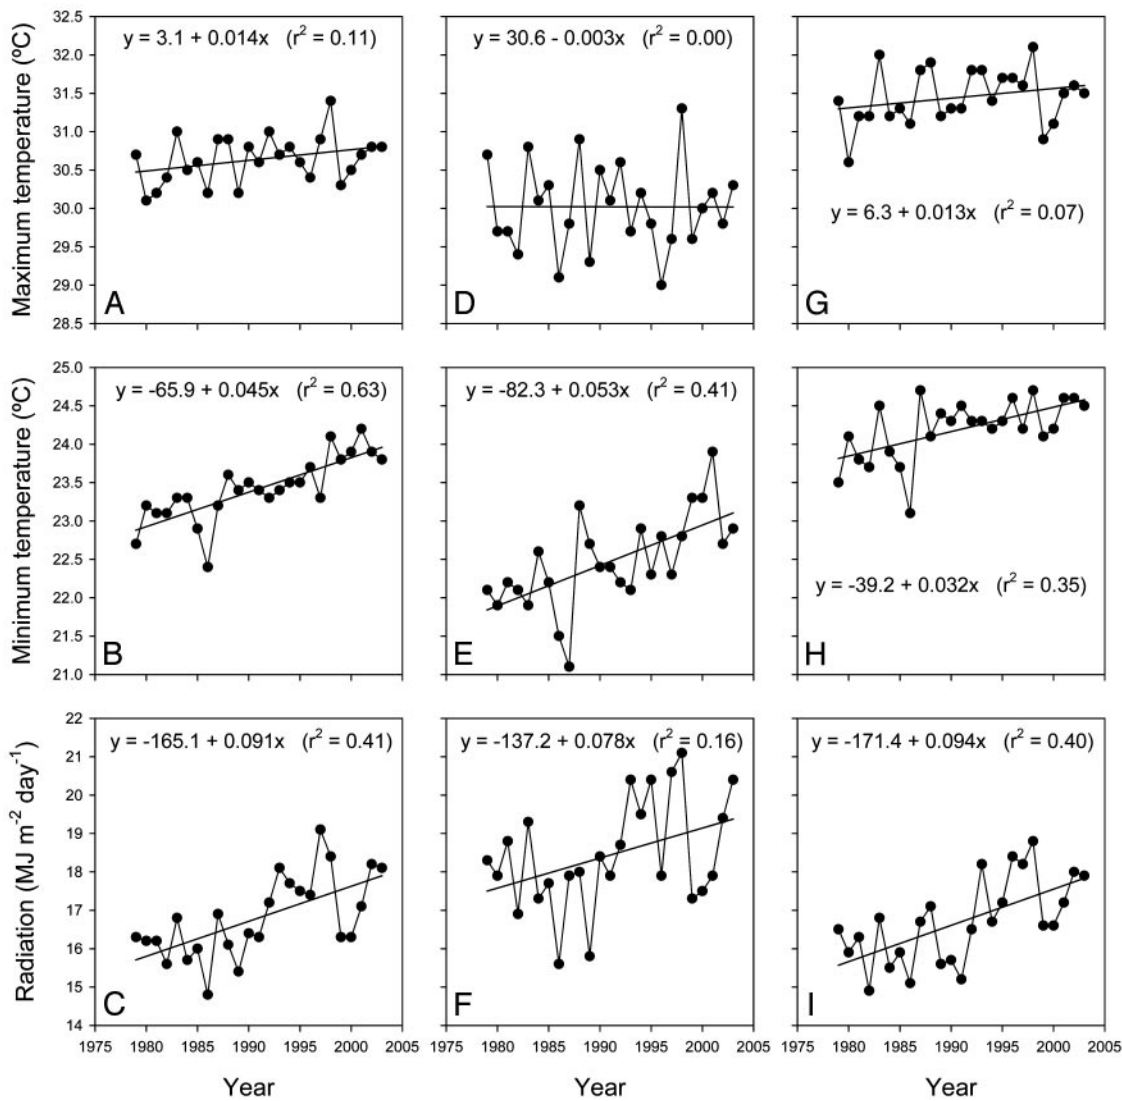 Maximum temperature (ºC)
32.5
32.0
31.5
31.0
30.5
30.0
29.5
29.0
28.5
y = 3.1 + 0.014x (r² = 0.11)
A
y = 30.6 - 0.003x (r² = 0.00)
D
y = 6.3 + 0.013x (r² = 0.07)
G
Minimum temperature (ºC)
25.0
24.5
24.0
23.5
23.0
22.5
22.0
21.5
21.0
y = -65.9 + 0.045x (r² = 0.63)
B
y = -82.3 + 0.053x (r² = 0.41)
E
y = -39.2 + 0.032x (r² = 0.35)
H
Radiation (MJ m⁻² day⁻¹)
22
21
20
19
18
17
16
15
14
y = -165.1 + 0.091x (r² = 0.41)
C
y = -137.2 + 0.078x (r² = 0.16)
F
y = -171.4 + 0.094x (r² = 0.40)
I
1975 1980 1985 1990 1995 2000 2005
1975 1980 1985 1990 1995 2000 2005
1975 1980 1985 1990 1995 2000 2005
Year
Year
Year